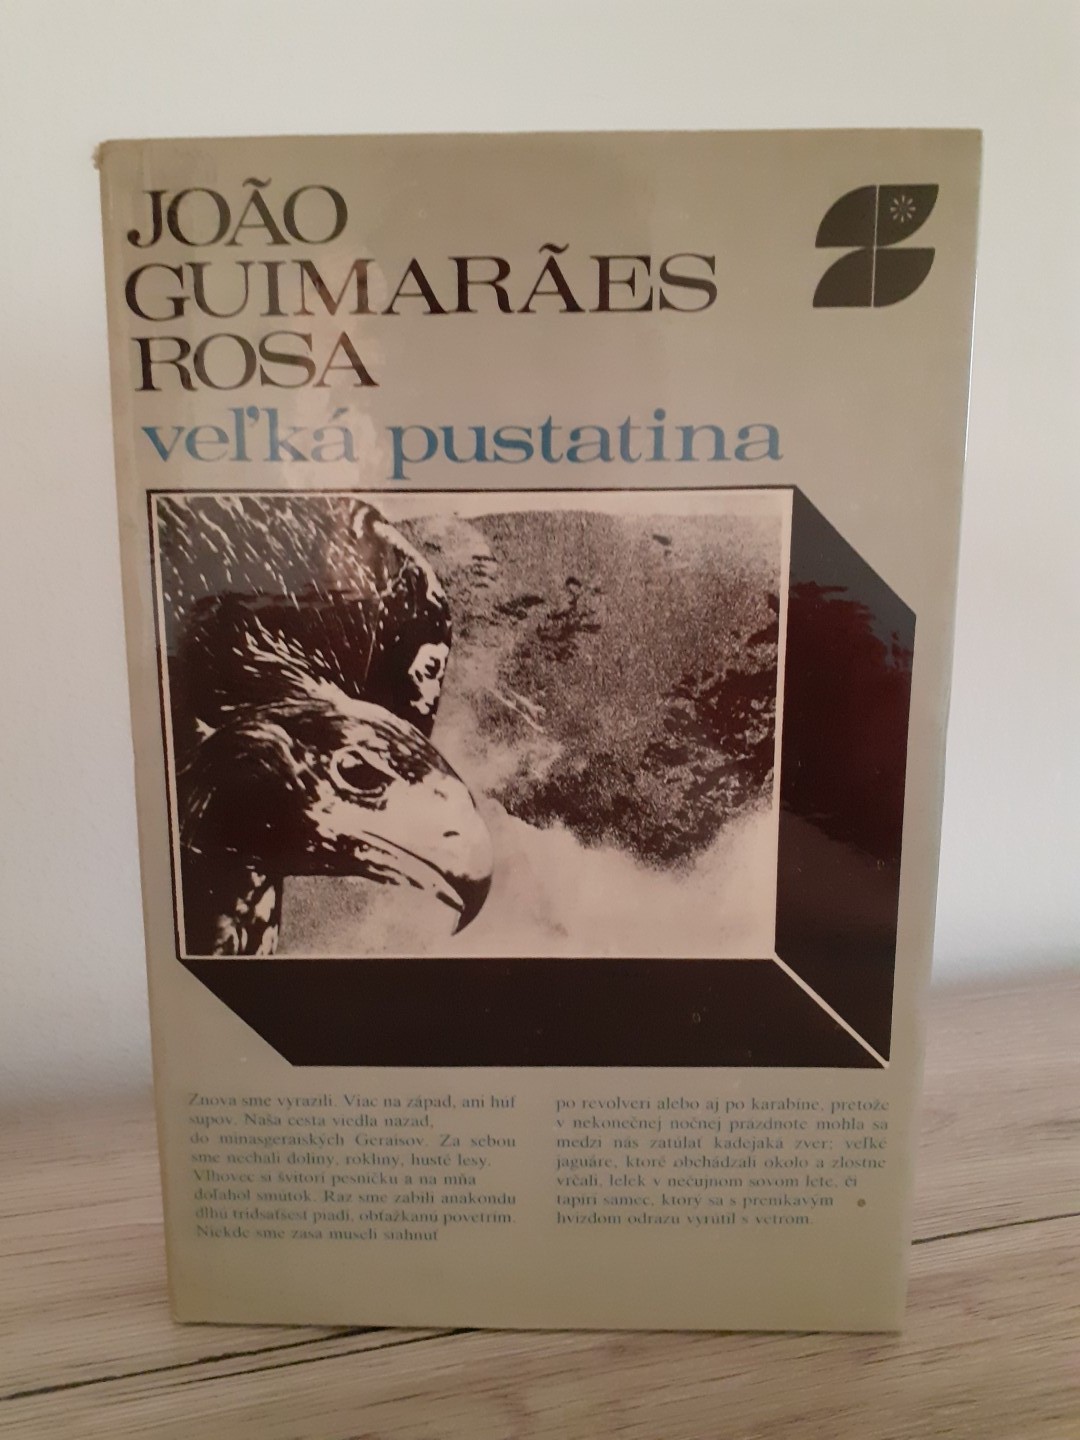 JOÃO
GUIMARÃES
ROSA
veľká pustatina
Znova sme vyrazili. Viac na západ, ani húf
supov. Naša cesta viedla nazad,
do minasgeraiských Geraisov. Za sebou
sme nechali doliny, rokliny, husté lesy.
Vlhovec si švitorí pesničku a na mňa
doľahol smútok. Raz sme zabili anakondu
dlhú tridsaťšesť piadí, obťažkanú povetrím.
Niekde sme zasa museli siahnuť
po revolveri alebo aj po karabíne, pretože
v nekonečnej nočnej prázdnote mohla sa
medzi nás zatúlať kadejaká zver; veľké
jaguáre, ktoré obchádzali okolo a zlostne
vrčali, lelek v nečujnom sovom lete, či
tapírí samec, ktorý sa s prenikavým
hvizdom odrazu vyrútil s vetrom.